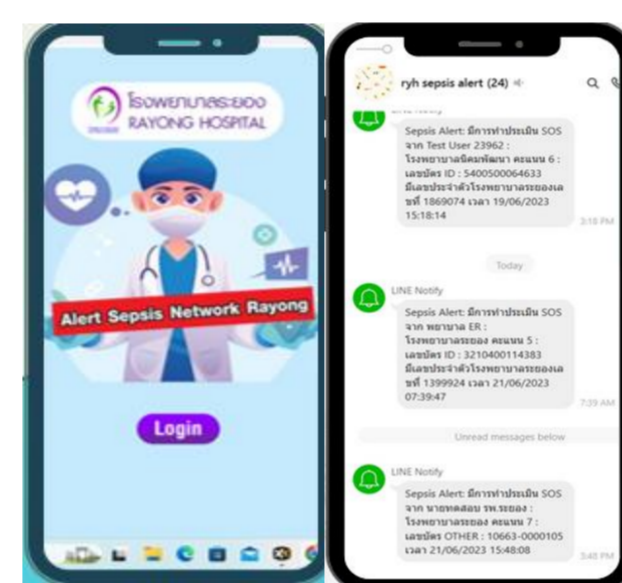 โรงพยาบาลระยอง
RAYONG HOSPITAL
Alert Sepsis Network Rayong
Login
ryh sepsis alert (24)
LINE Notify
Sepsis Alert: มีการทำประเมิน SOS
จาก Test User 23962 :
โรงพยาบาลนิคมพัฒนา คะแนน 6 :
เลขบัตร ID : 5400500064633
มีเลขประจำตัวโรงพยาบาลระยองเล
ขที่ 1869074 เวลา 19/06/2023
15:18:14
3:18 PM
Today
LINE Notify
Sepsis Alert: มีการทำประเมิน SOS
จาก พยาบาล ER :
โรงพยาบาลระยอง คะแนน 5 :
เลขบัตร ID : 3210400114383
มีเลขประจำตัวโรงพยาบาลระยองเล
ขที่ 1399924 เวลา 21/06/2023
07:39:47
7:39 AM
Unread messages below
LINE Notify
Sepsis Alert: มีการทำประเมิน SOS
จาก นายทดสอบ รพ.ระยอง :
โรงพยาบาลระยอง คะแนน 7 :
เลขบัตร OTHER : 10663-0000105
เวลา 21/06/2023 15:48:08
3:48 PM